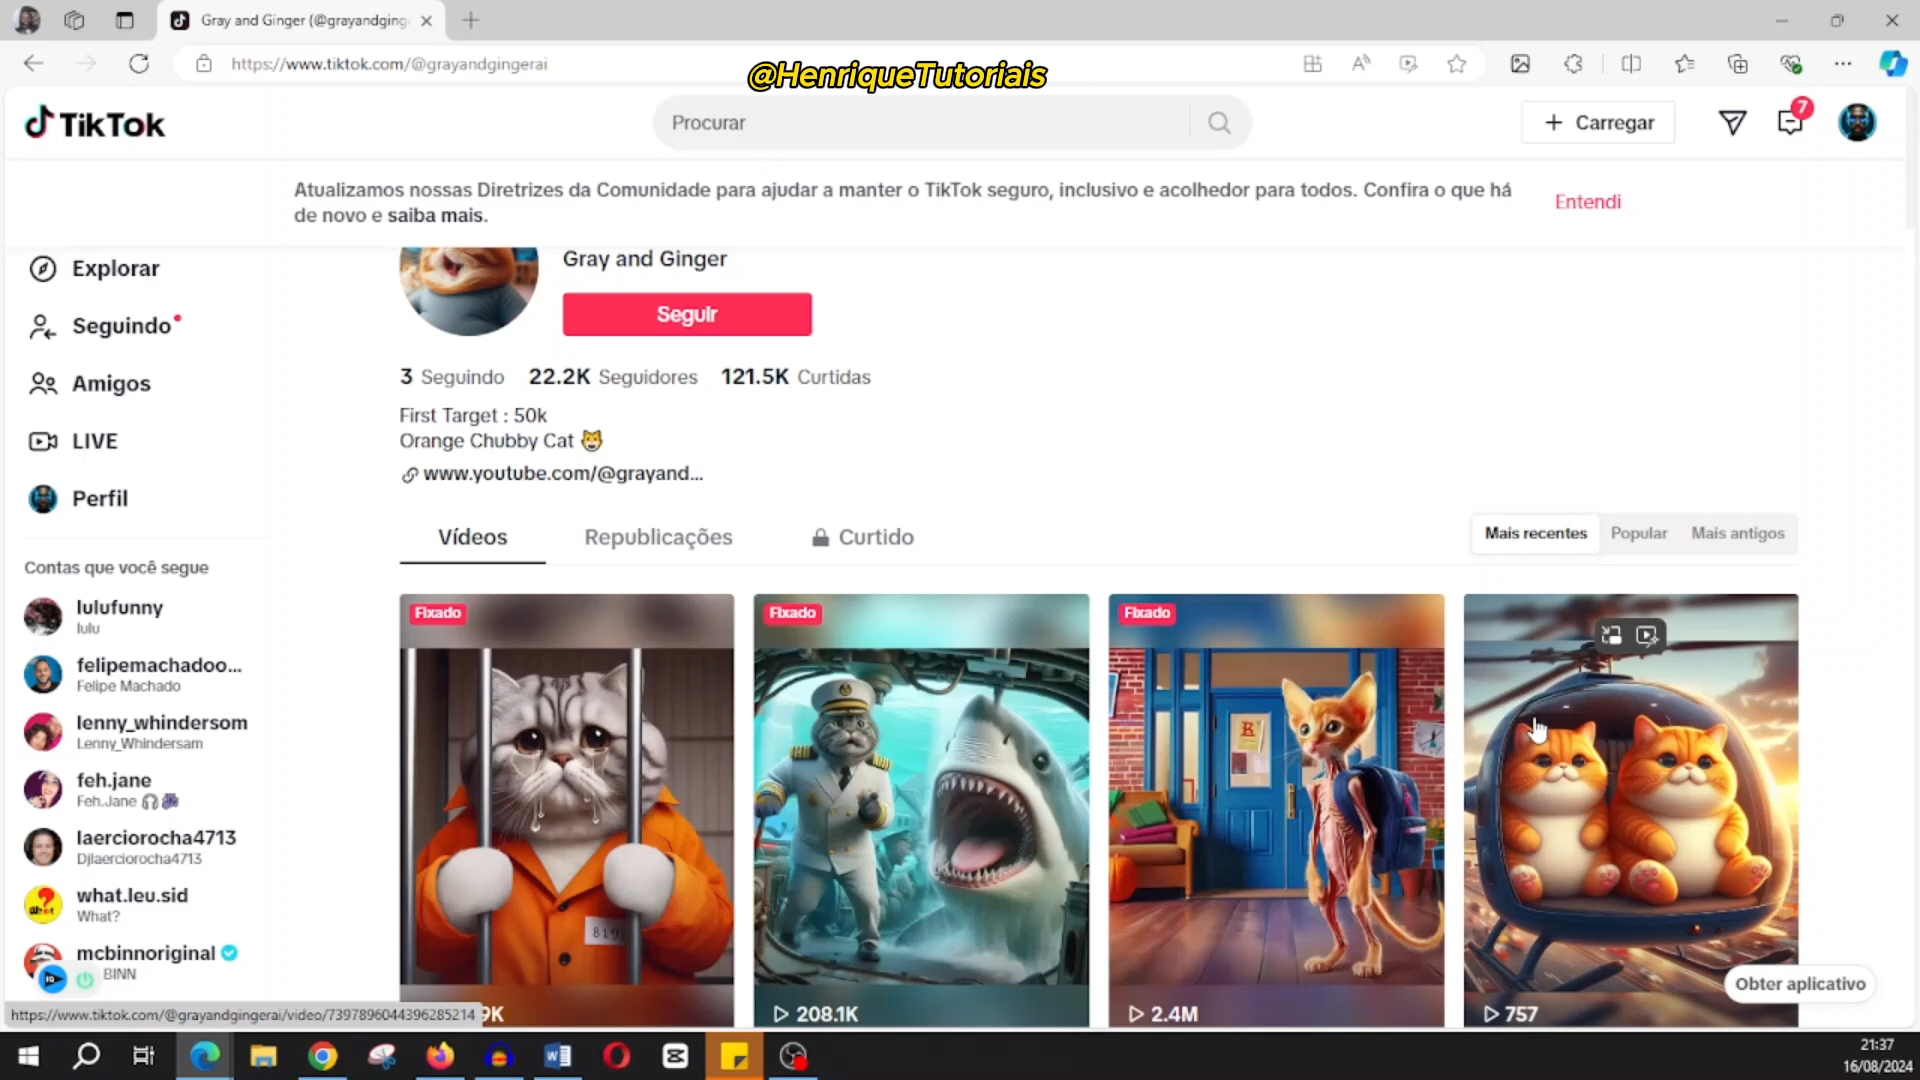 Gray and Ginger (@grayandginge
https://www.tiktok.com/@grayandgingerai
@HenriqueTutoriais
TikTok
Procurar
Carregar
7
Atualizamos nossas Diretrizes da Comunidade para ajudar a manter o TikTok seguro, inclusivo e acolhedor para todos. Confira o que há
de novo e saiba mais.
Entendi
Explorar
Seguindo
Amigos
LIVE
Perfil
Contas que você segue
lulufunny
lulu
felipemachadoo...
Felipe Machado
lenny_whindersom
Lenny_Whindersam
feh.jane
Feh.Jane
laerciorocha4713
Djlaerciorocha4713
what.leu.sid
What?
mcbinnoriginal
BINN
Gray and Ginger
Seguir
3 Seguindo 22.2K Seguidores 121.5K Curtidas
First Target : 50k
Orange Chubby Cat 😺
www.youtube.com/@grayand...
Vídeos
Republicações
Curtido
Mais recentes
Popular
Mais antigos
Fixado
Fixado
Fixado
9K
208.1K
2.4M
757
Obter aplicativo
https://www.tiktok.com/@grayandgingerai/video/7397896044396285214
21:37
16/08/2024